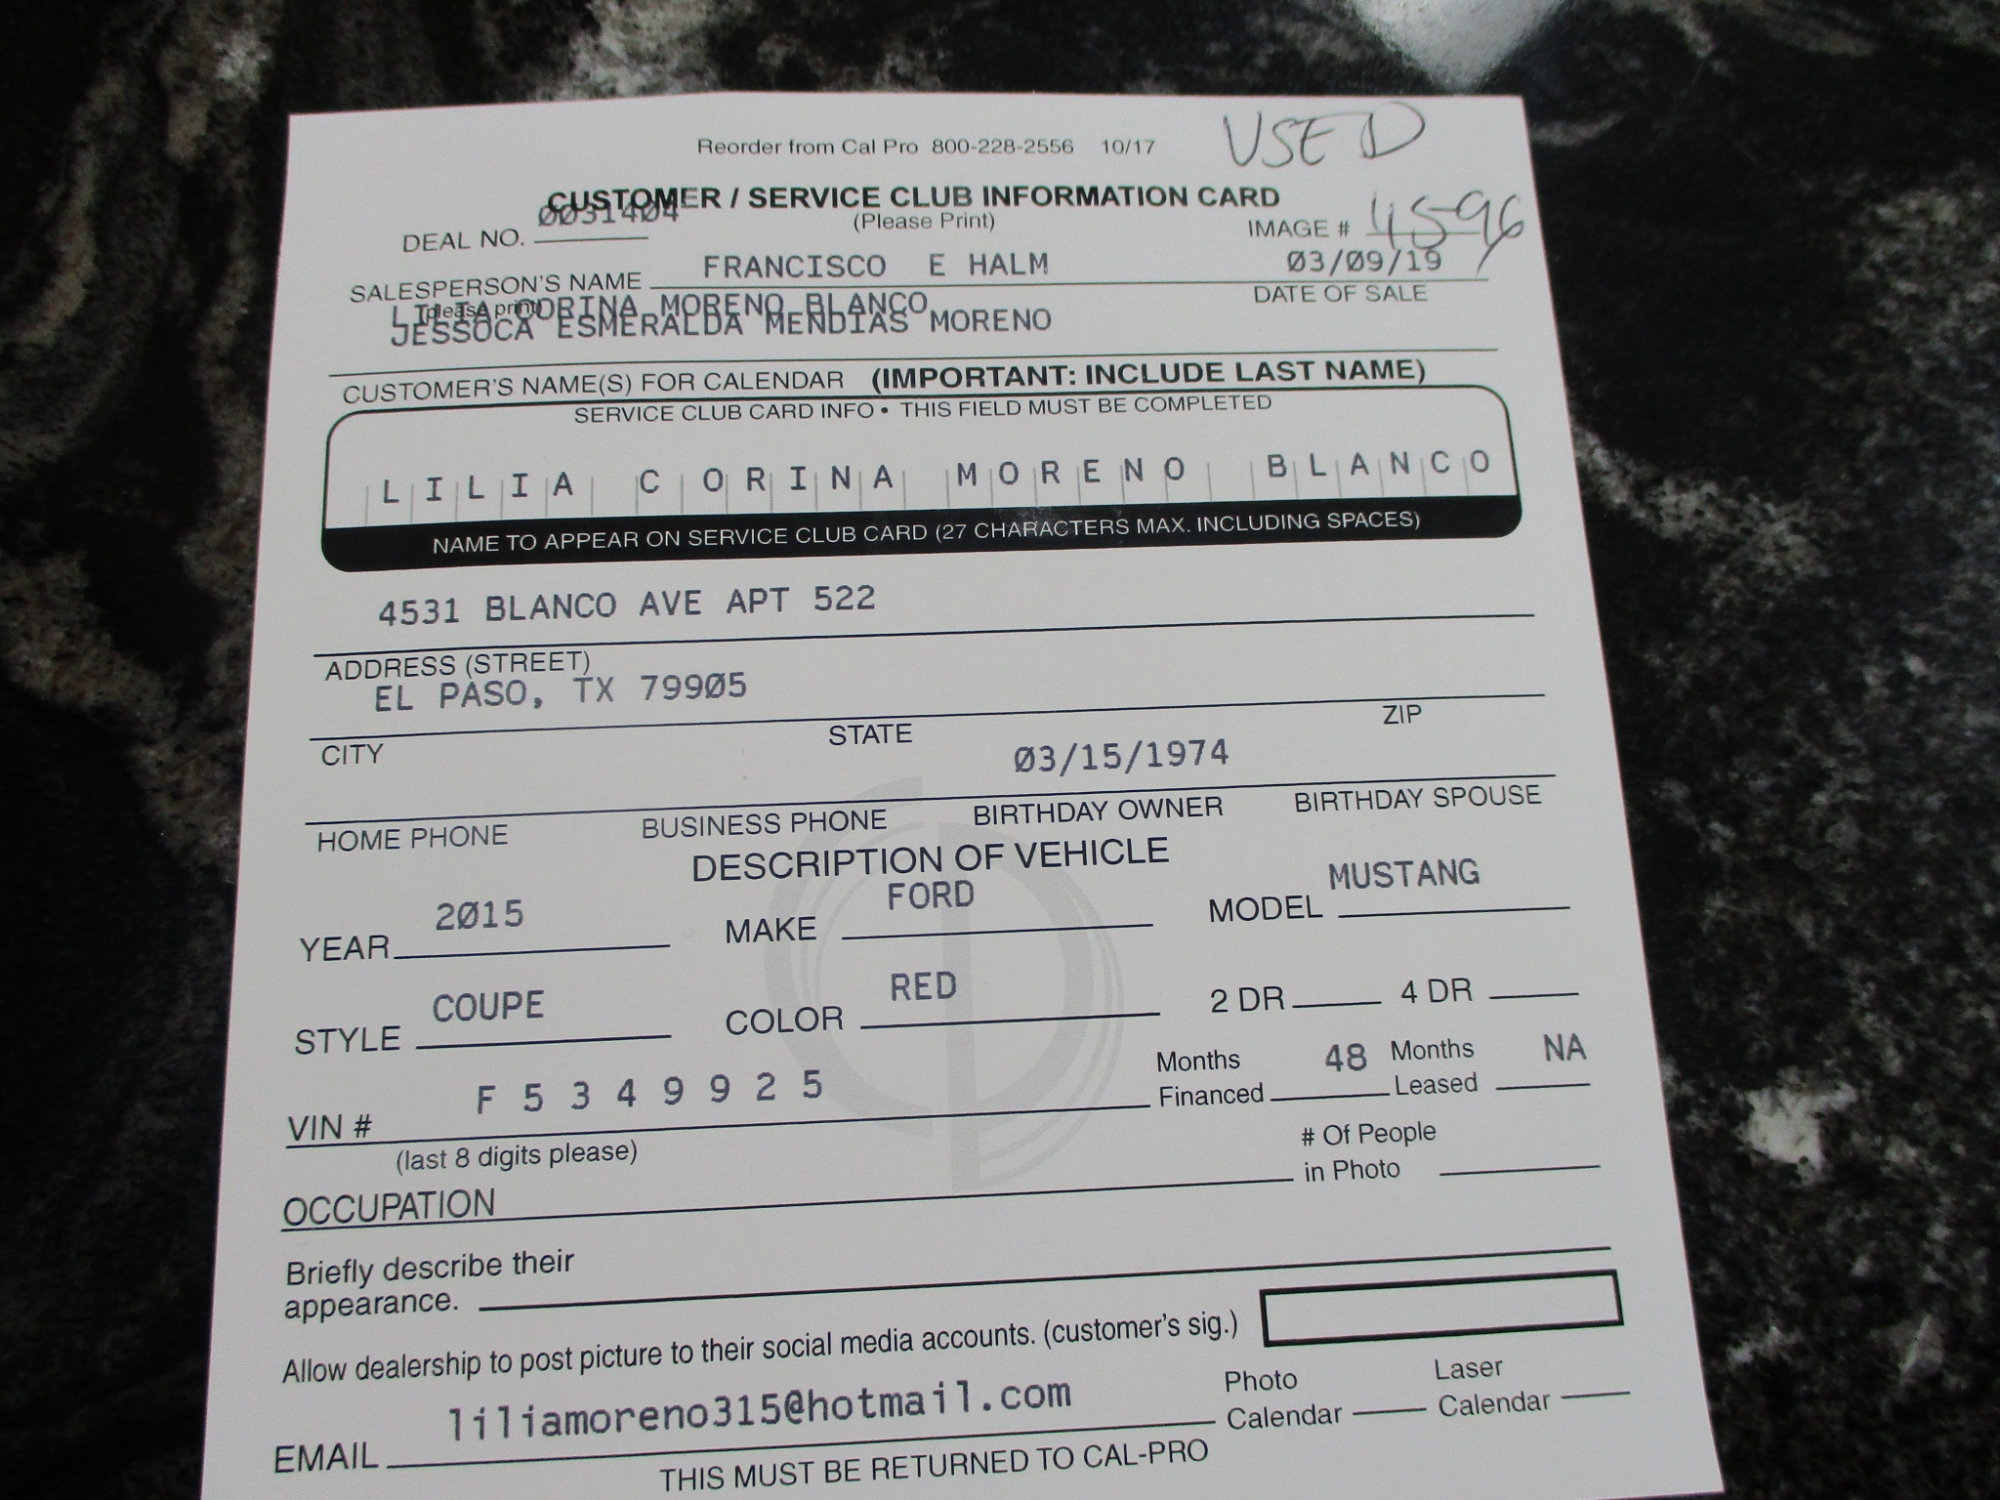 Reorder from Cal Pro 800-228-2556 10/17 USED
CUSTOMER / SERVICE CLUB INFORMATION CARD
(Please Print)
DEAL NO. 0031404 IMAGE # 4S-96
SALESPERSON'S NAME FRANCISCO E HALM 03/09/19
(please print) DATE OF SALE
LILIA CORINA MORENO BLANCO
JESSOCA ESMERALDA MENDIAS MORENO
CUSTOMER'S NAME(S) FOR CALENDAR (IMPORTANT: INCLUDE LAST NAME)
SERVICE CLUB CARD INFO • THIS FIELD MUST BE COMPLETED
LILIA CORINA MORENO BLANCO
NAME TO APPEAR ON SERVICE CLUB CARD (27 CHARACTERS MAX. INCLUDING SPACES)
4531 BLANCO AVE APT 522
ADDRESS (STREET)
EL PASO, TX 79905
CITY STATE ZIP
03/15/1974
HOME PHONE BUSINESS PHONE BIRTHDAY OWNER BIRTHDAY SPOUSE
DESCRIPTION OF VEHICLE
YEAR 2015 MAKE FORD MODEL MUSTANG
STYLE COUPE COLOR RED 2 DR 4 DR
VIN # F 5 3 4 9 9 2 5 Months Financed 48 Months Leased NA
(last 8 digits please)
OCCUPATION # Of People in Photo
Briefly describe their
appearance.
Allow dealership to post picture to their social media accounts. (customer's sig.)
EMAIL liliamoreno315@hotmail.com Photo Calendar Laser Calendar
THIS MUST BE RETURNED TO CAL-PRO